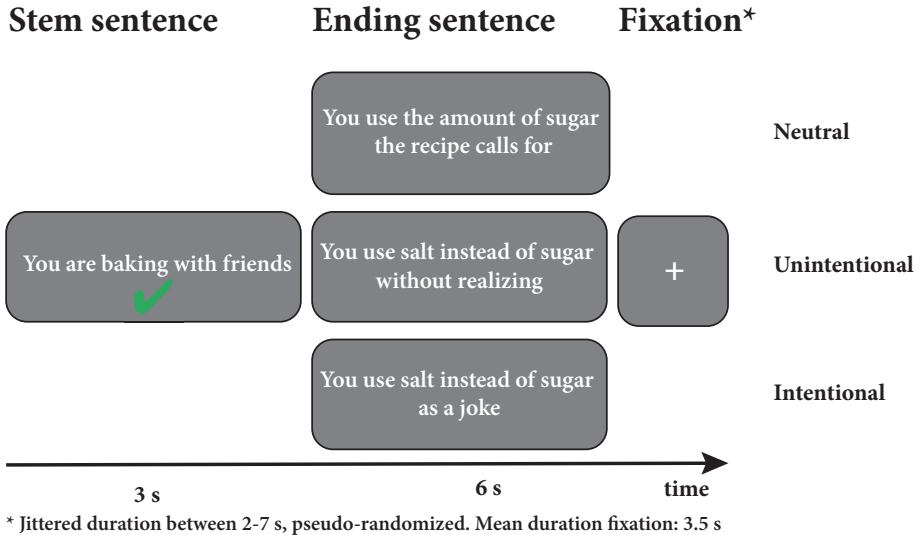 Stem sentence
Ending sentence
Fixation*
You use the amount of sugar
the recipe calls for
Neutral
You are baking with friends
You use salt instead of sugar
without realizing
+
Unintentional
You use salt instead of sugar
as a joke
Intentional
3 s
6 s
time
* Jittered duration between 2-7 s, pseudo-randomized. Mean duration fixation: 3.5 s